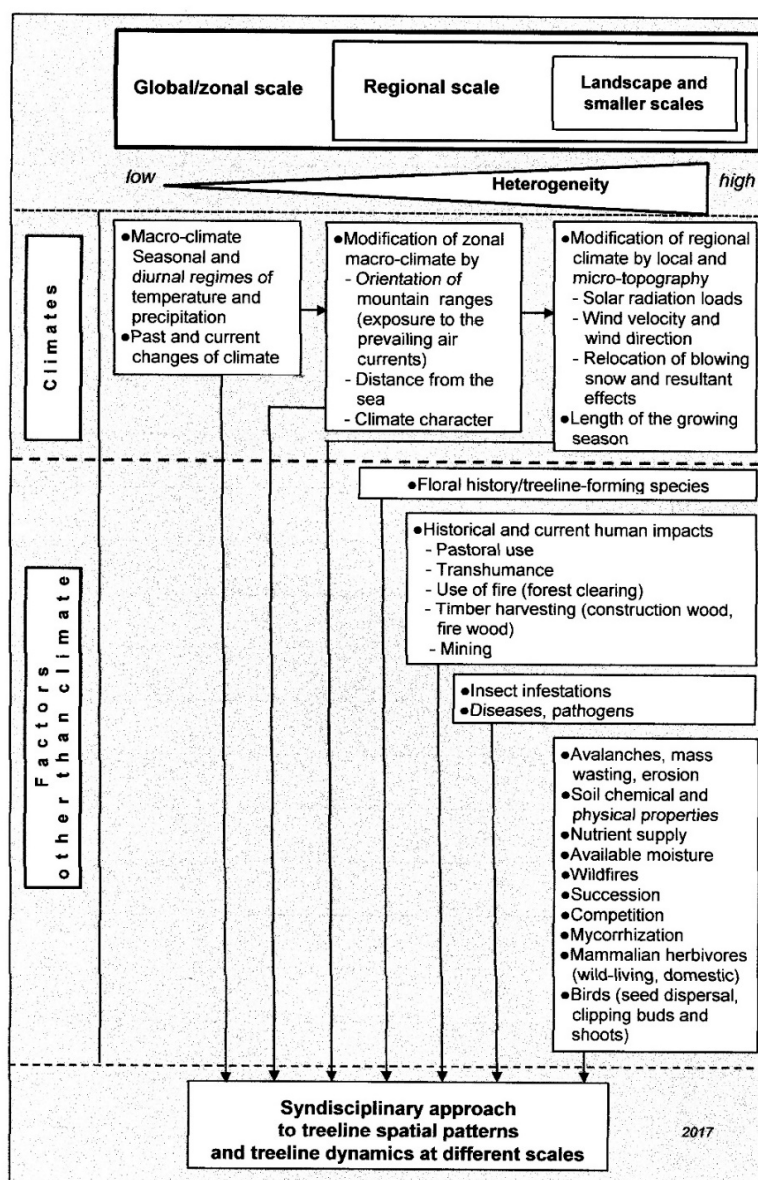 Global/zonal scale
Regional scale
Landscape and
smaller scales
low
Heterogeneity
high
Climates
●Macro-climate
Seasonal and
diurnal regimes of
temperature and
precipitation
●Past and current
changes of climate
●Modification of zonal
macro-climate by
- Orientation of
mountain ranges
(exposure to the
prevailing air
currents)
- Distance from the
sea
- Climate character
●Modification of regional
climate by local and
micro-topography
- Solar radiation loads
- Wind velocity and
wind direction
- Relocation of blowing
snow and resultant
effects
●Length of the growing
season
Factors
other than climate
●Floral history/treeline-forming species
●Historical and current human impacts
- Pastoral use
- Transhumance
- Use of fire (forest clearing)
- Timber harvesting (construction wood,
fire wood)
- Mining
●Insect infestations
●Diseases, pathogens
●Avalanches, mass
wasting, erosion
●Soil chemical and
physical properties
●Nutrient supply
●Available moisture
●Wildfires
●Succession
●Competition
●Mycorrhization
●Mammalian herbivores
(wild-living, domestic)
●Birds (seed dispersal,
clipping buds and
shoots)
Syndisciplinary approach
to treeline spatial patterns
and treeline dynamics at different scales
2017